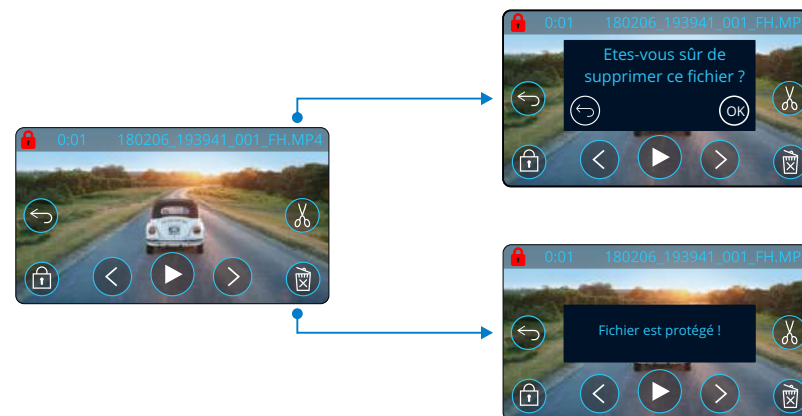 0:01 180206_193941_001_FH.MP4
0:01 180206_193941_001_FH.MP
Etes-vous sûr de
supprimer ce fichier ?
OK
0:01 180206_193941_001_FH.MP
Fichier est protégé !